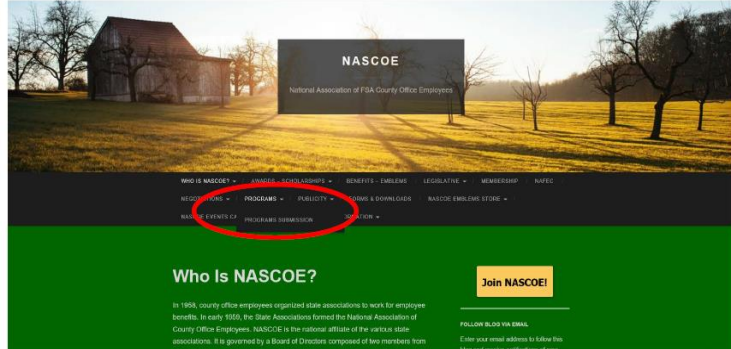 NASCOE
National Association of FSA County Office Employees
WHO IS NASCOE? AWARDS - SCHOLARSHIPS BENEFITS - EMBLEMS LEGISLATIVE MEMBERSHIP NAFEC
NEGOTIATIONS PROGRAMS PUBLICITY FORMS & DOWNLOADS NASCOE EMBLEMS STORE
NASCOE EVENTS CA PROGRAMS SUBMISSION
Who Is NASCOE?
In 1958, county office employees organized state associations to work for employee
benefits. In early 1959, the State Associations formed the National Association of
County Office Employees. NASCOE is the national affiliate of the various state
associations. It is governed by a Board of Directors composed of two members from
Join NASCOE!
FOLLOW BLOG VIA EMAIL
Enter your email address to follow this